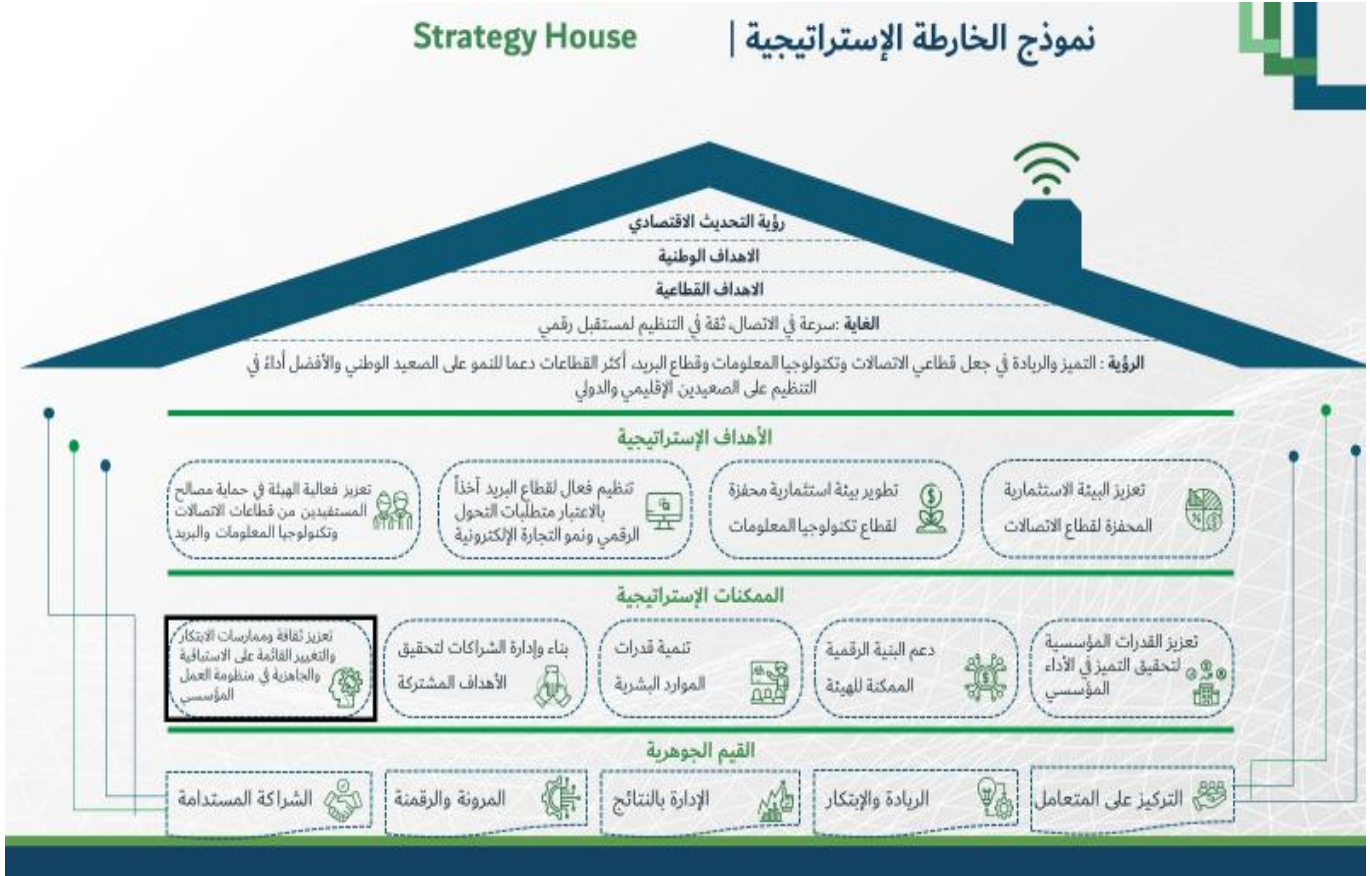 نموذج الخارطة الإستراتيجية | Strategy House
رؤية التحديث الاقتصادي
الاهداف الوطنية
الاهداف القطاعية
الغاية :سرعة في الاتصال، ثقة في التنظيم لمستقبل رقمي
الرؤية : التميز والريادة في جعل قطاعي الاتصالات وتكنولوجيا المعلومات وقطاع البريد، أكثر القطاعات دعما للنمو على الصعيد الوطني والأفضل أداءً في
التنظيم على الصعيدين الإقليمي والدولي
الأهداف الإستراتيجية
تعزيز البيئة الاستثمارية
المحفزة لقطاع الاتصالات
تطوير بيئة استثمارية محفزة
لقطاع تكنولوجيا المعلومات
تنظيم فعال لقطاع البريد آخذاً
بالاعتبار متطلبات التحول
الرقمي ونمو التجارة الإلكترونية
تعزيز فعالية الهيئة في حماية مصالح
المستفيدين من قطاعات الاتصالات
وتكنولوجيا المعلومات والبريد
الممكنات الإستراتيجية
تعزيز القدرات المؤسسية
لتحقيق التميز في الأداء
المؤسسي
دعم البنية الرقمية
الممكنة للهيئة
تنمية قدرات
الموارد البشرية
بناء وإدارة الشراكات لتحقيق
الأهداف المشتركة
تعزيز ثقافة وممارسات الابتكار
والتغيير القائمة على الاستباقية
والجاهزية في منظومة العمل
المؤسسي
القيم الجوهرية
التركيز على المتعامل
الريادة والإبتكار
الإدارة بالنتائج
المرونة والرقمنة
الشراكة المستدامة